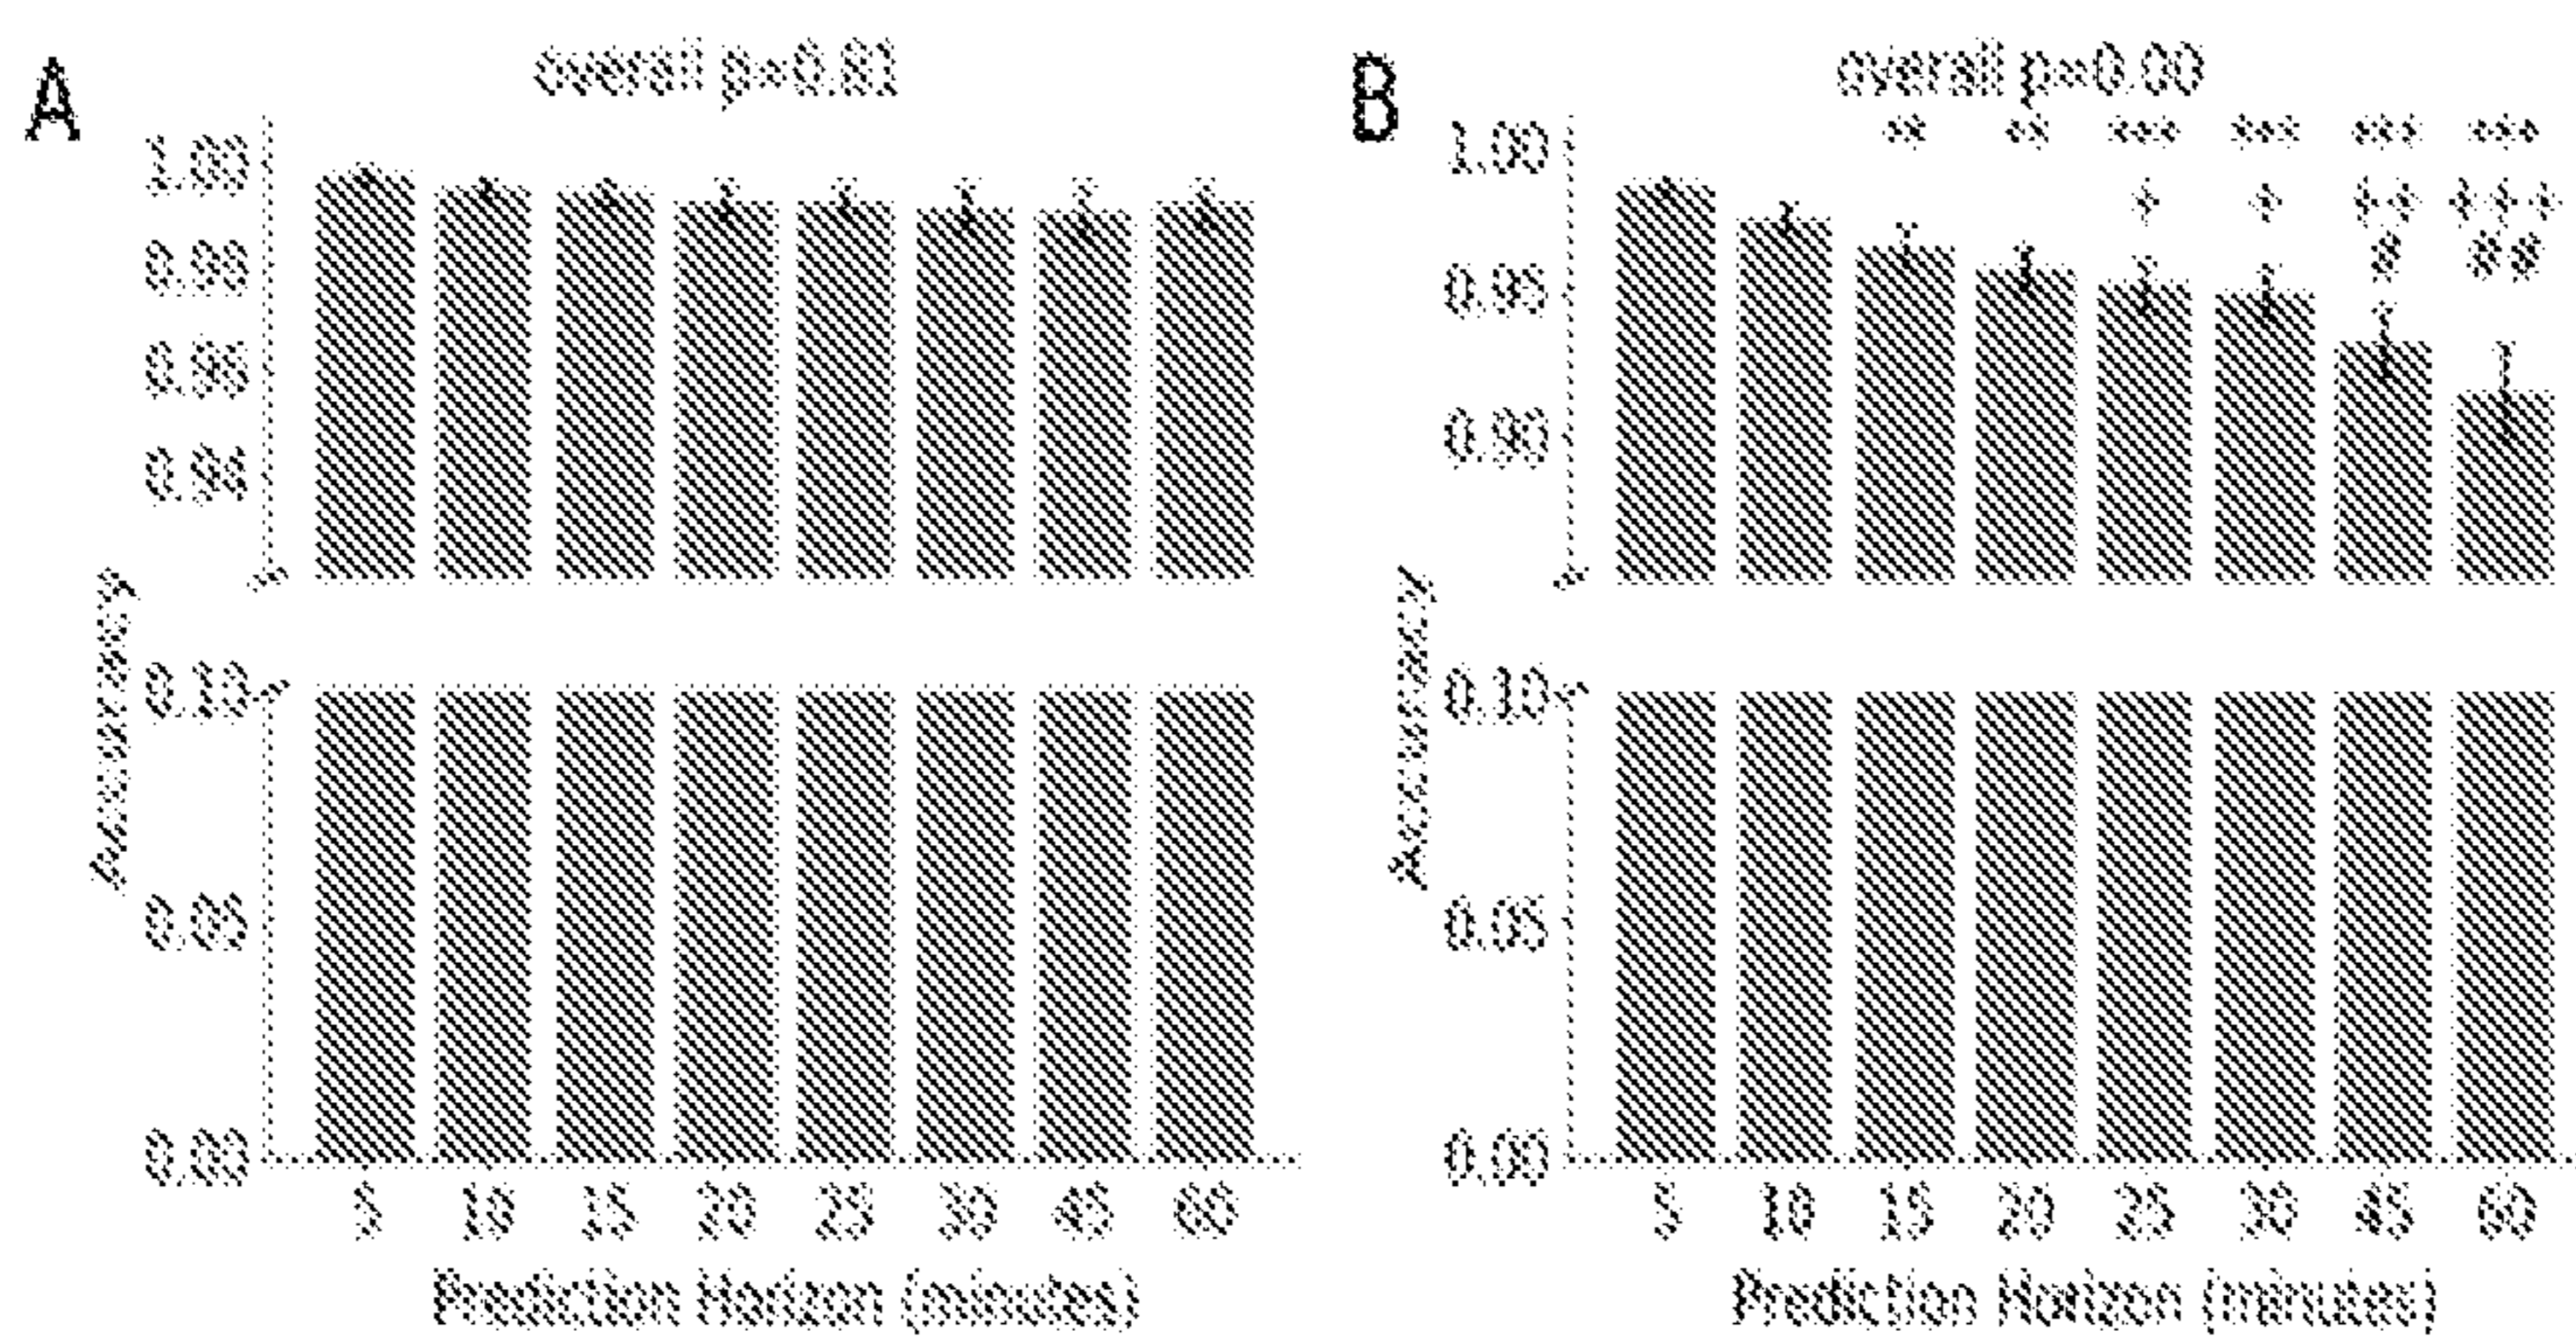 A
overall p=0.81
1.00
0.98
0.96
0.94
0.10
0.05
0.00
Accuracy
5 10 15 20 25 30 45 60
Prediction Horizon (minutes)
B
overall p=0.00
** ** *** *** *** ***
+ + ++ +++
# ##
1.00
0.95
0.90
0.10
0.05
0.00
Accuracy
5 10 15 20 25 30 45 60
Prediction Horizon (minutes)